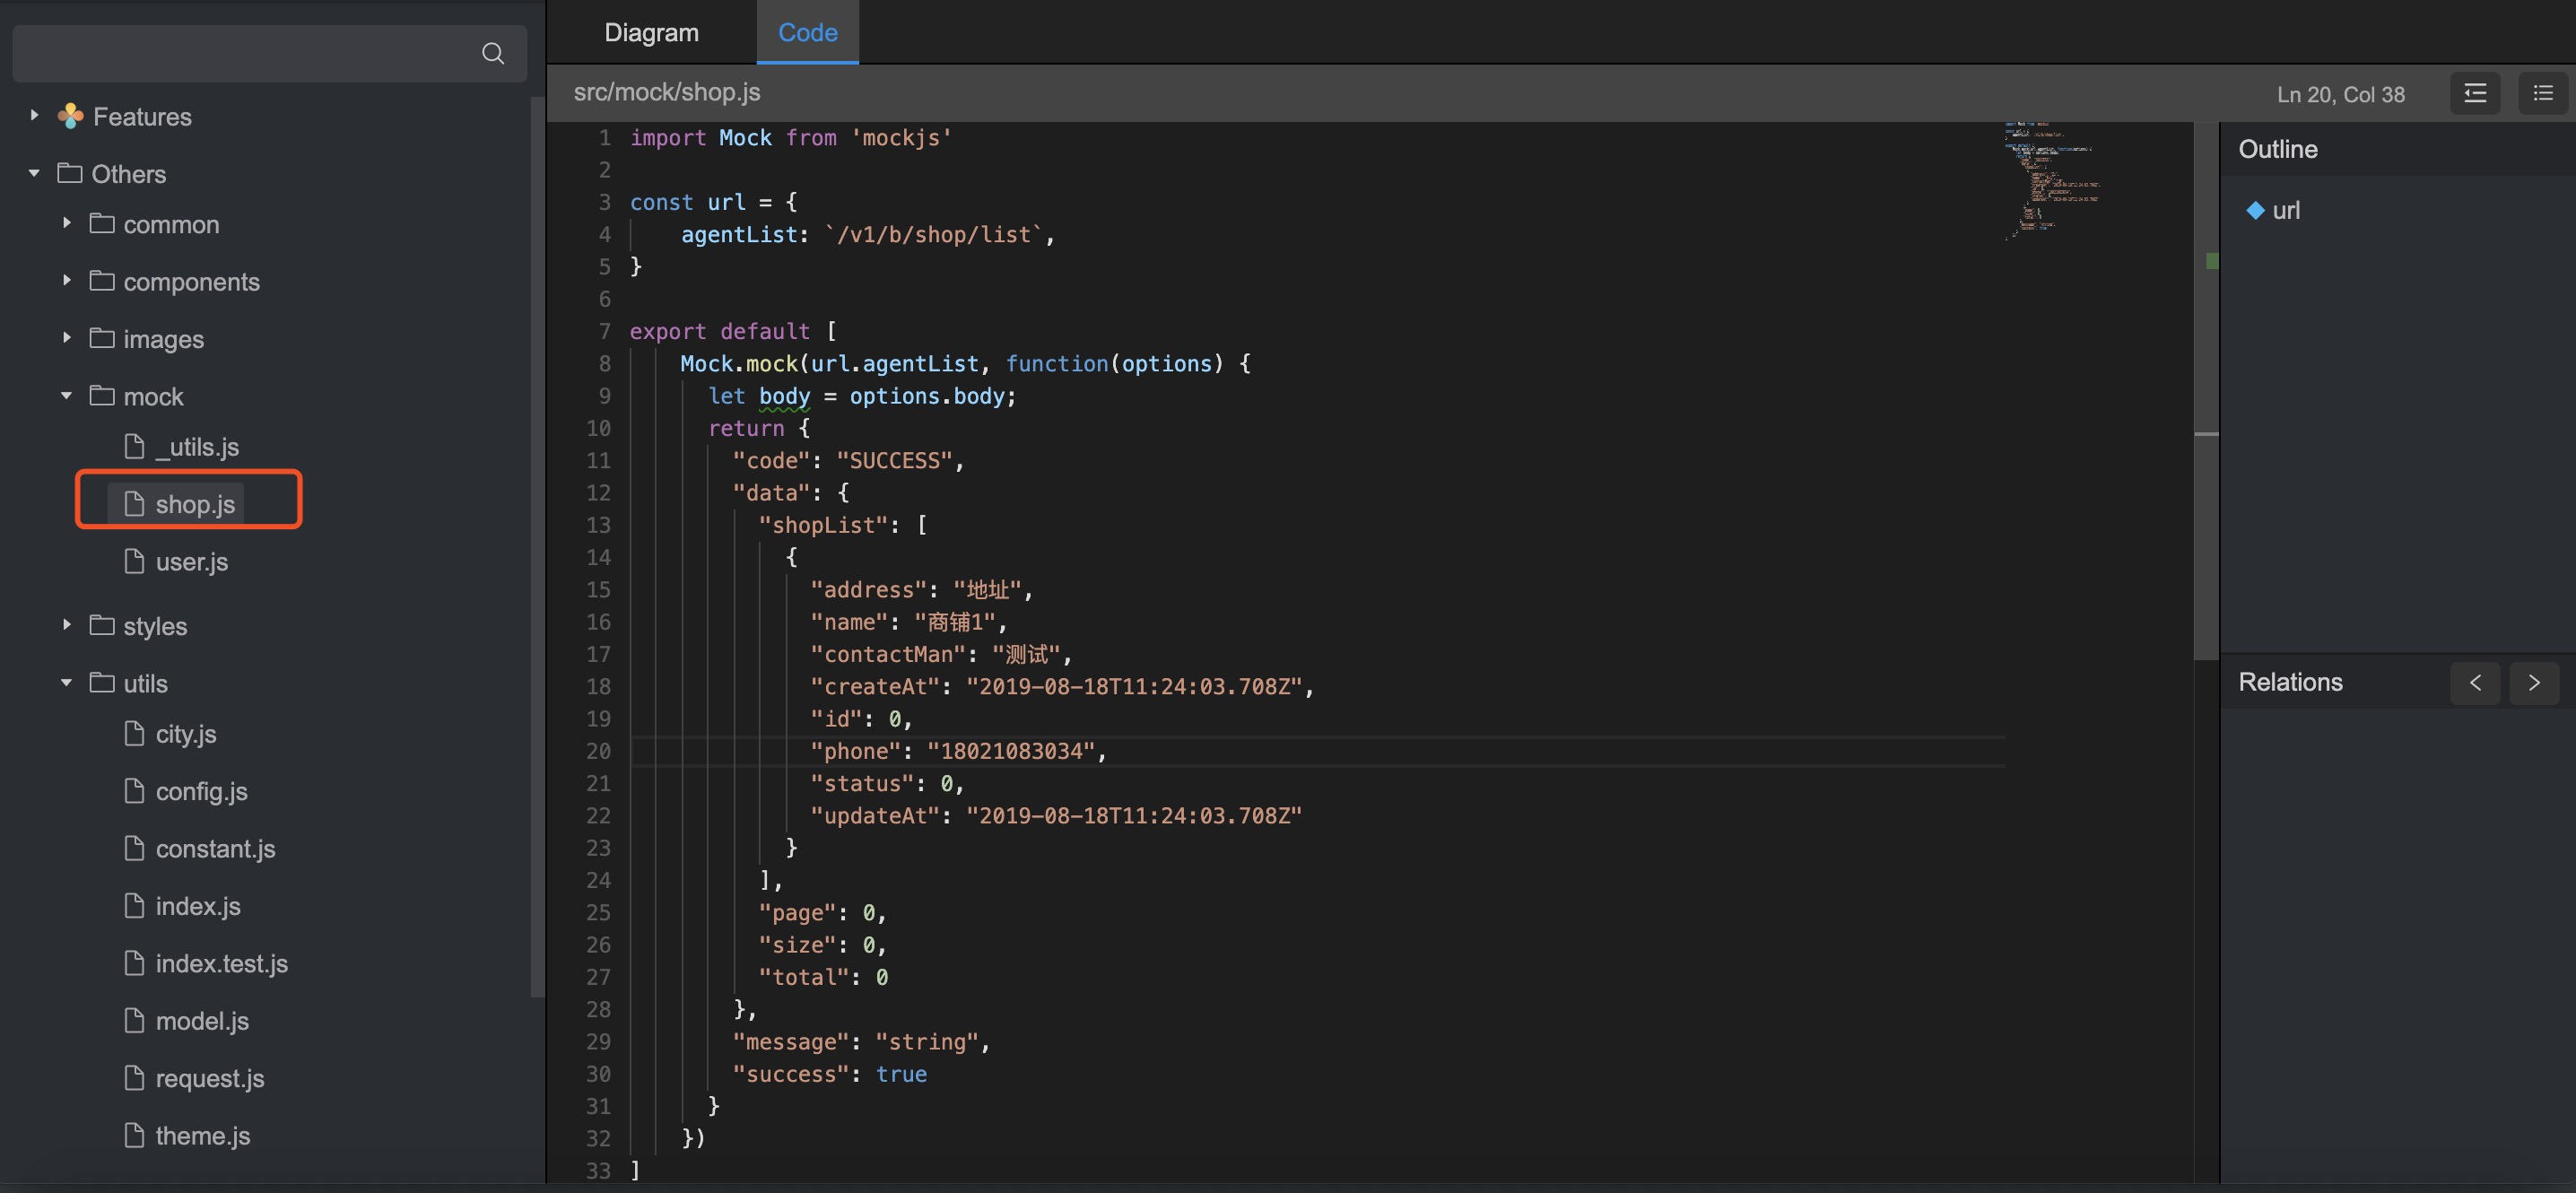 Features
Others
common
components
images
mock
_utils.js
shop.js
user.js
styles
utils
city.js
config.js
constant.js
index.js
index.test.js
model.js
request.js
theme.js
Diagram Code
src/mock/shop.js Ln 20, Col 38
1 import Mock from 'mockjs'
2
3 const url = {
4 agentList: `/v1/b/shop/list`,
5 }
6
7 export default [
8 Mock.mock(url.agentList, function(options) {
9 let body = options.body;
10 return {
11 "code": "SUCCESS",
12 "data": {
13 "shopList": [
14 {
15 "address": "地址",
16 "name": "商铺1",
17 "contactMan": "测试",
18 "createAt": "2019-08-18T11:24:03.708Z",
19 "id": 0,
20 "phone": "18021083034",
21 "status": 0,
22 "updateAt": "2019-08-18T11:24:03.708Z"
23 }
24 ],
25 "page": 0,
26 "size": 0,
27 "total": 0
28 },
29 "message": "string",
30 "success": true
31 }
32 })
33 ]
Outline
url
Relations < >